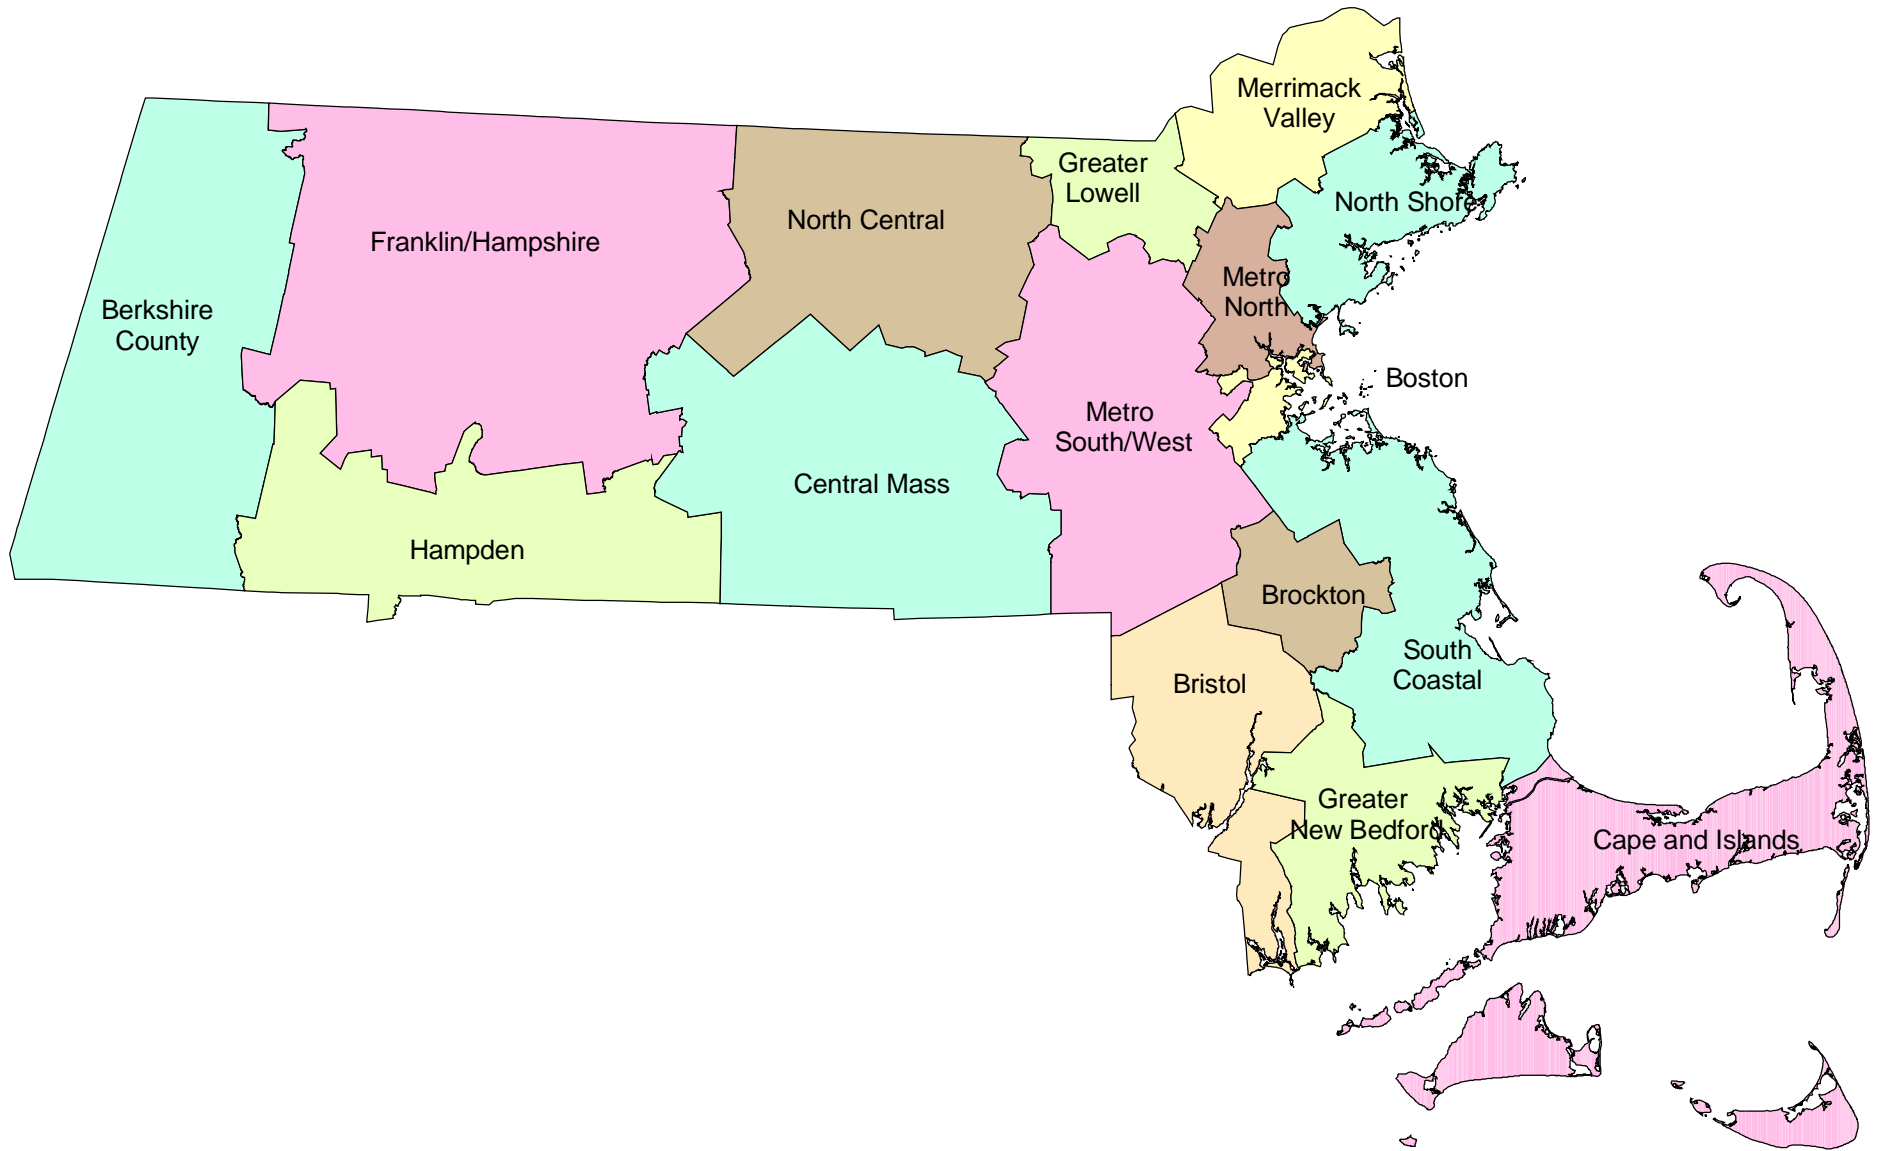 Merrimack
Valley
Greater
Lowell
North Shore
North Central
Franklin/Hampshire
Metro
North
Berkshire
County
Boston
Metro
South/West
Central Mass
Hampden
Brockton
South
Coastal
Bristol
Greater
New Bedford
Cape and Islands